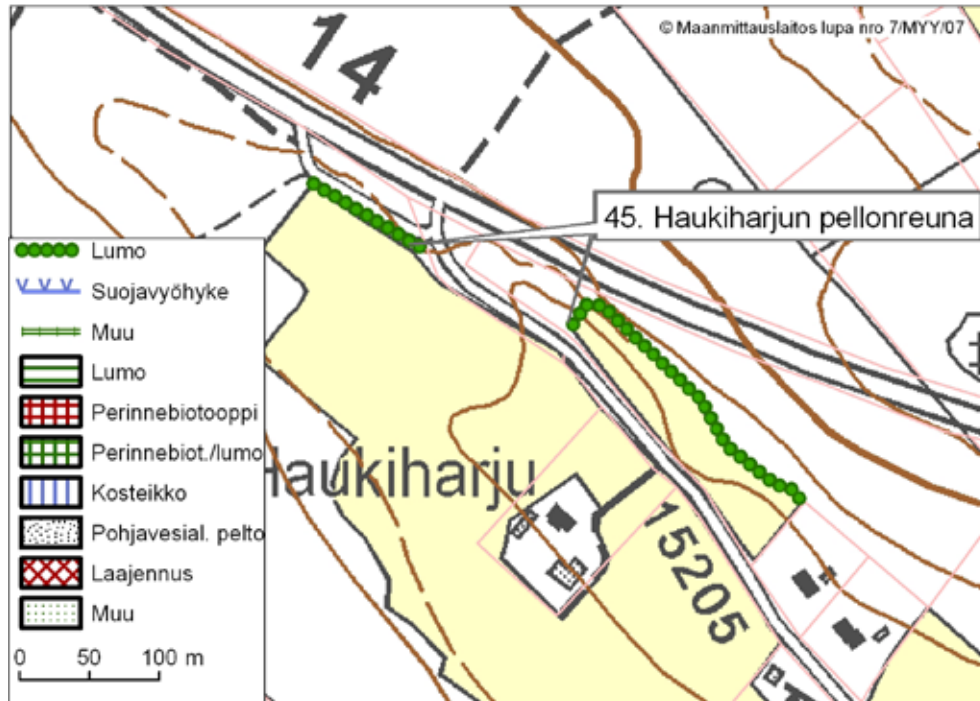 © Maanmittauslaitos lupa nro 7/MYY/07
14
45. Haukiharjun pellonreuna
Lumo
Suojavyöhyke
Muu
Lumo
Perinnebiotooppi
Perinnebiot./lumo
Kosteikko
Pohjavesial. pelto
Laajennus
Muu
0 50 100 m
Haukiharju
15205